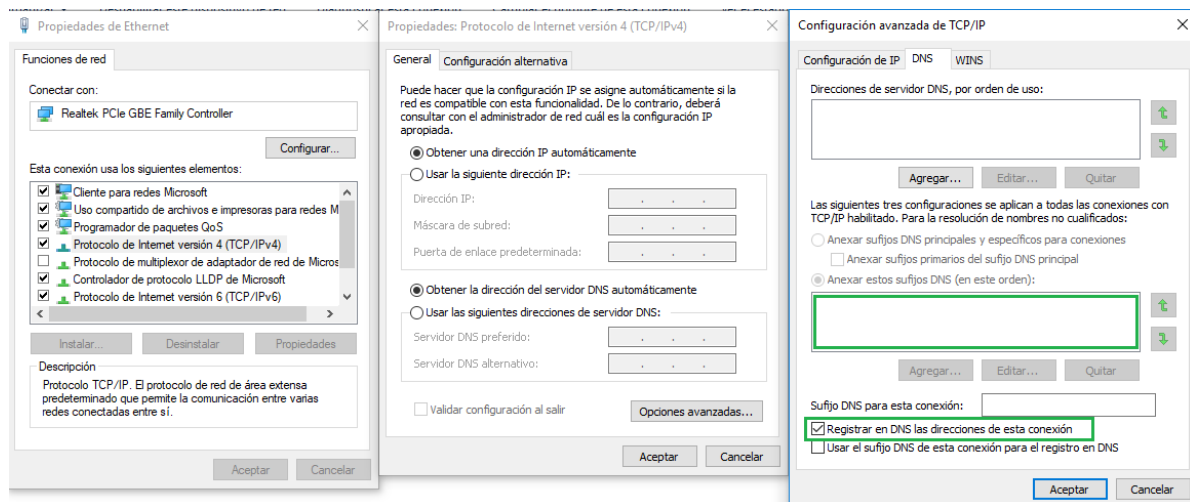 Propiedades de Ethernet
Funciones de red
Conectar con:
Realtek PCIe GBE Family Controller
Configurar...
Esta conexión usa los siguientes elementos:
Cliente para redes Microsoft
Uso compartido de archivos e impresoras para redes M
Programador de paquetes QoS
Protocolo de Internet versión 4 (TCP/IPv4)
Protocolo de multiplexor de adaptador de red de Micros
Controlador de protocolo LLDP de Microsoft
Protocolo de Internet versión 6 (TCP/IPv6)
Instalar...
Desinstalar
Propiedades
Descripción
Protocolo TCP/IP. El protocolo de red de área extensa
predeterminado que permite la comunicación entre varias
redes conectadas entre sí.
Aceptar
Cancelar
Propiedades: Protocolo de Internet versión 4 (TCP/IPv4)
General
Configuración alternativa
Puede hacer que la configuración IP se asigne automáticamente si la
red es compatible con esta funcionalidad. De lo contrario, deberá
consultar con el administrador de red cuál es la configuración IP
apropiada.
Obtener una dirección IP automáticamente
Usar la siguiente dirección IP:
Dirección IP:
Máscara de subred:
Puerta de enlace predeterminada:
Obtener la dirección del servidor DNS automáticamente
Usar las siguientes direcciones de servidor DNS:
Servidor DNS preferido:
Servidor DNS alternativo:
Validar configuración al salir
Opciones avanzadas...
Aceptar
Cancelar
Configuración avanzada de TCP/IP
Configuración de IP
DNS
WINS
Direcciones de servidor DNS, por orden de uso:
Agregar...
Editar...
Quitar
Las siguientes tres configuraciones se aplican a todas las conexiones con
TCP/IP habilitado. Para la resolución de nombres no cualificados:
Anexar sufijos DNS principales y específicos para conexiones
Anexar sufijos primarios del sufijo DNS principal
Anexar estos sufijos DNS (en este orden):
Agregar...
Editar...
Quitar
Sufijo DNS para esta conexión:
Registrar en DNS las direcciones de esta conexión
Usar el sufijo DNS de esta conexión para el registro en DNS
Aceptar
Cancelar